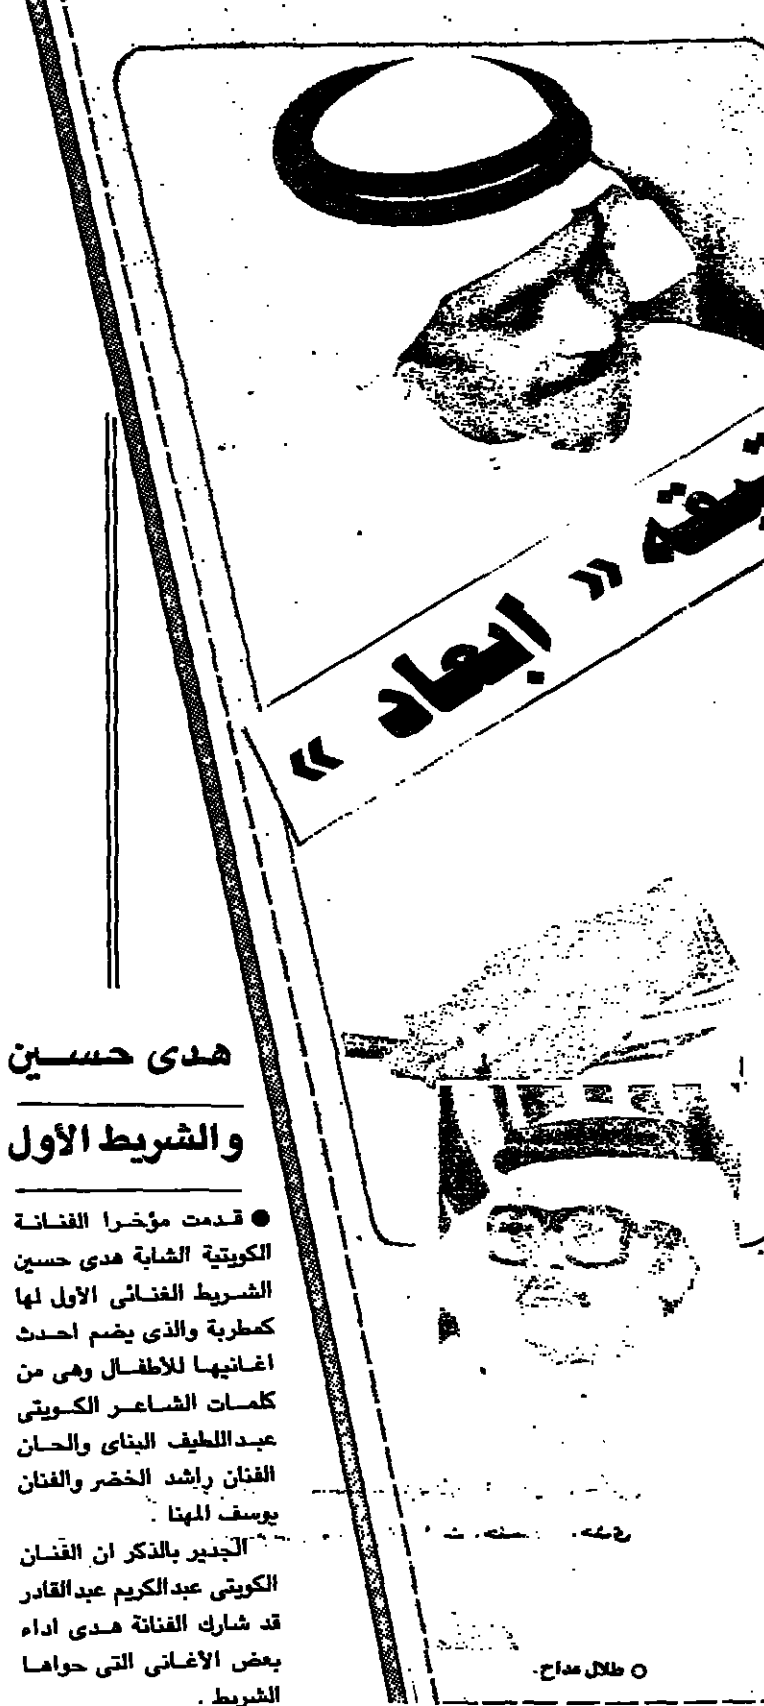 « ابعاد »
هدى حسين
والشريط الأول
● قدمت مؤخرا الفنانة
الكويتية الشابة هدى حسين
الشريط الغنائى الأول لها
كمطربة والذى يضم احدث
اغانيها للأطفال وهى من
كلمات الشاعر الكويتى
عبداللطيف البناى والحان
الفنان راشد الخضر والفنان
يوسف المهنا .
الجدير بالذكر ان الفنان
الكويتى عبدالكريم عبدالقادر
قد شارك الفنانة هدى اداء
بعض الأغانى التى حواها
الشريط .
○ طلال مداح